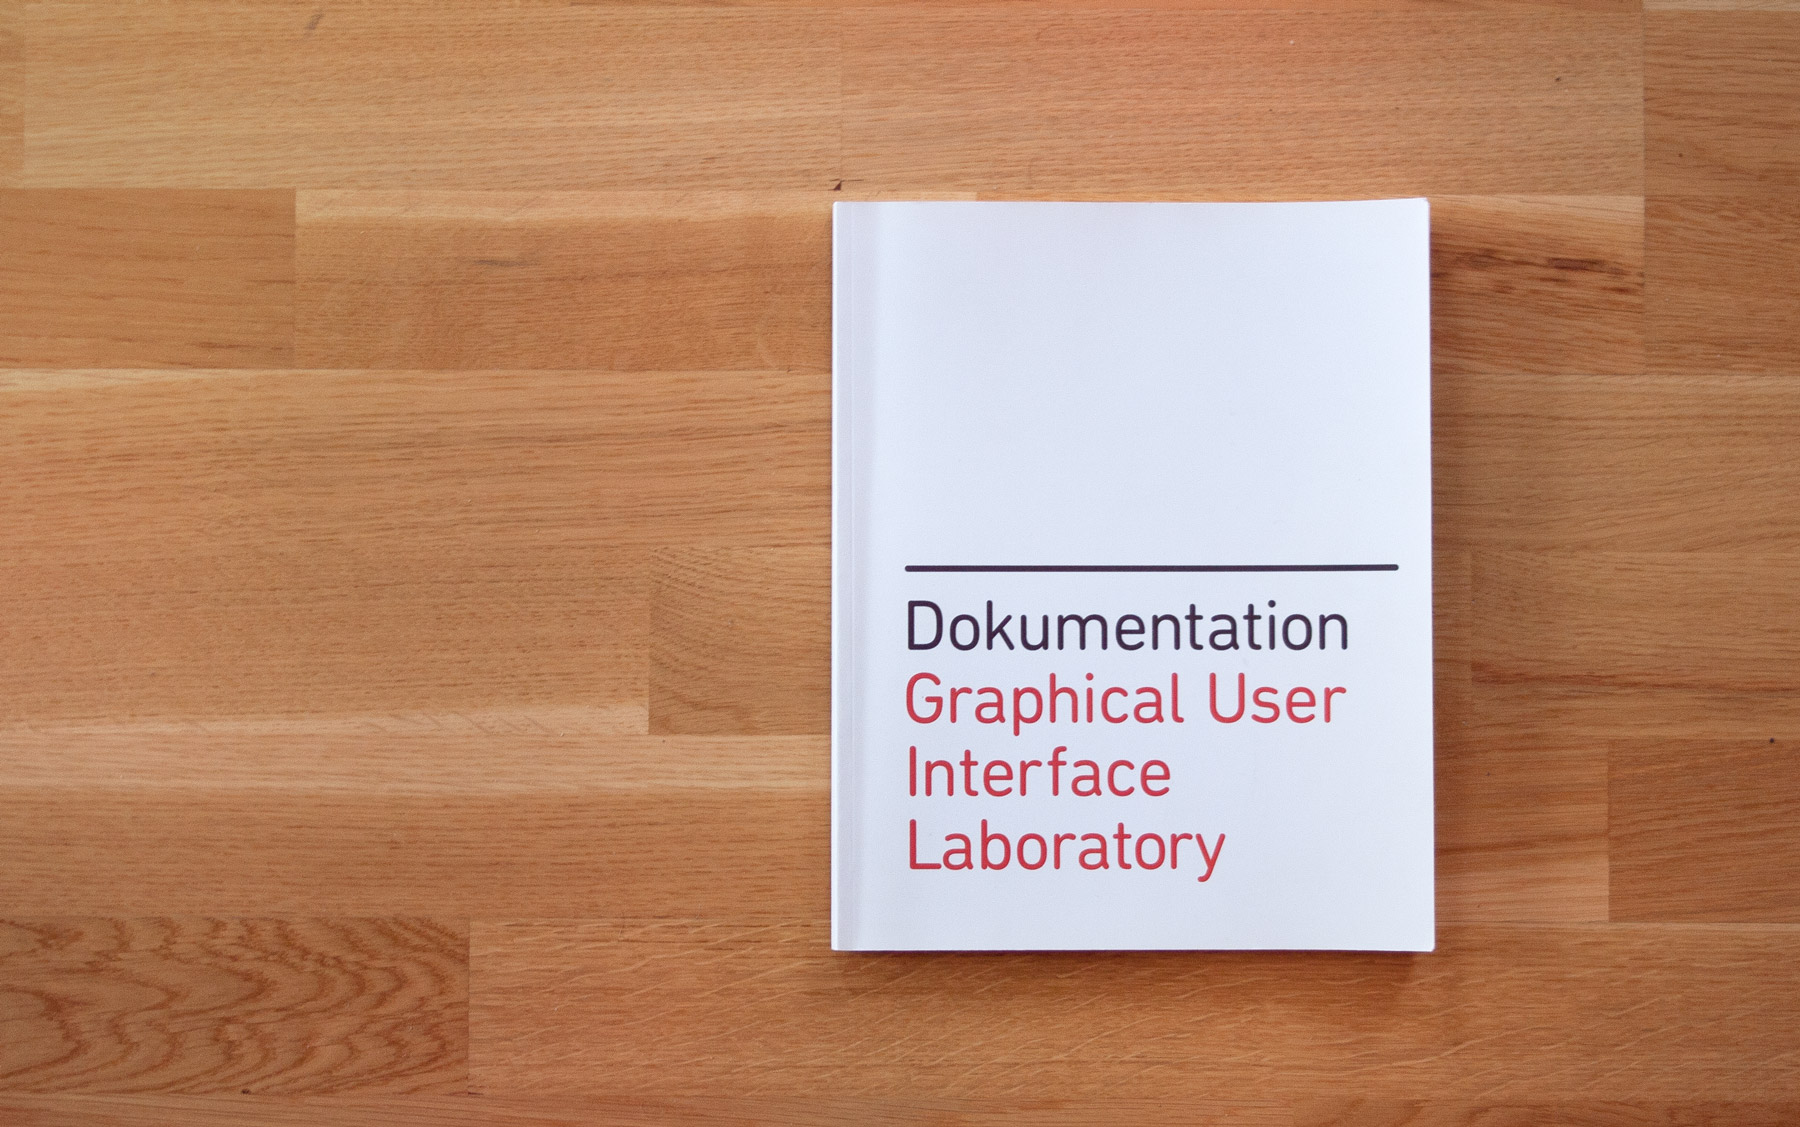 Dokumentation
Graphical User
Interface
Laboratory